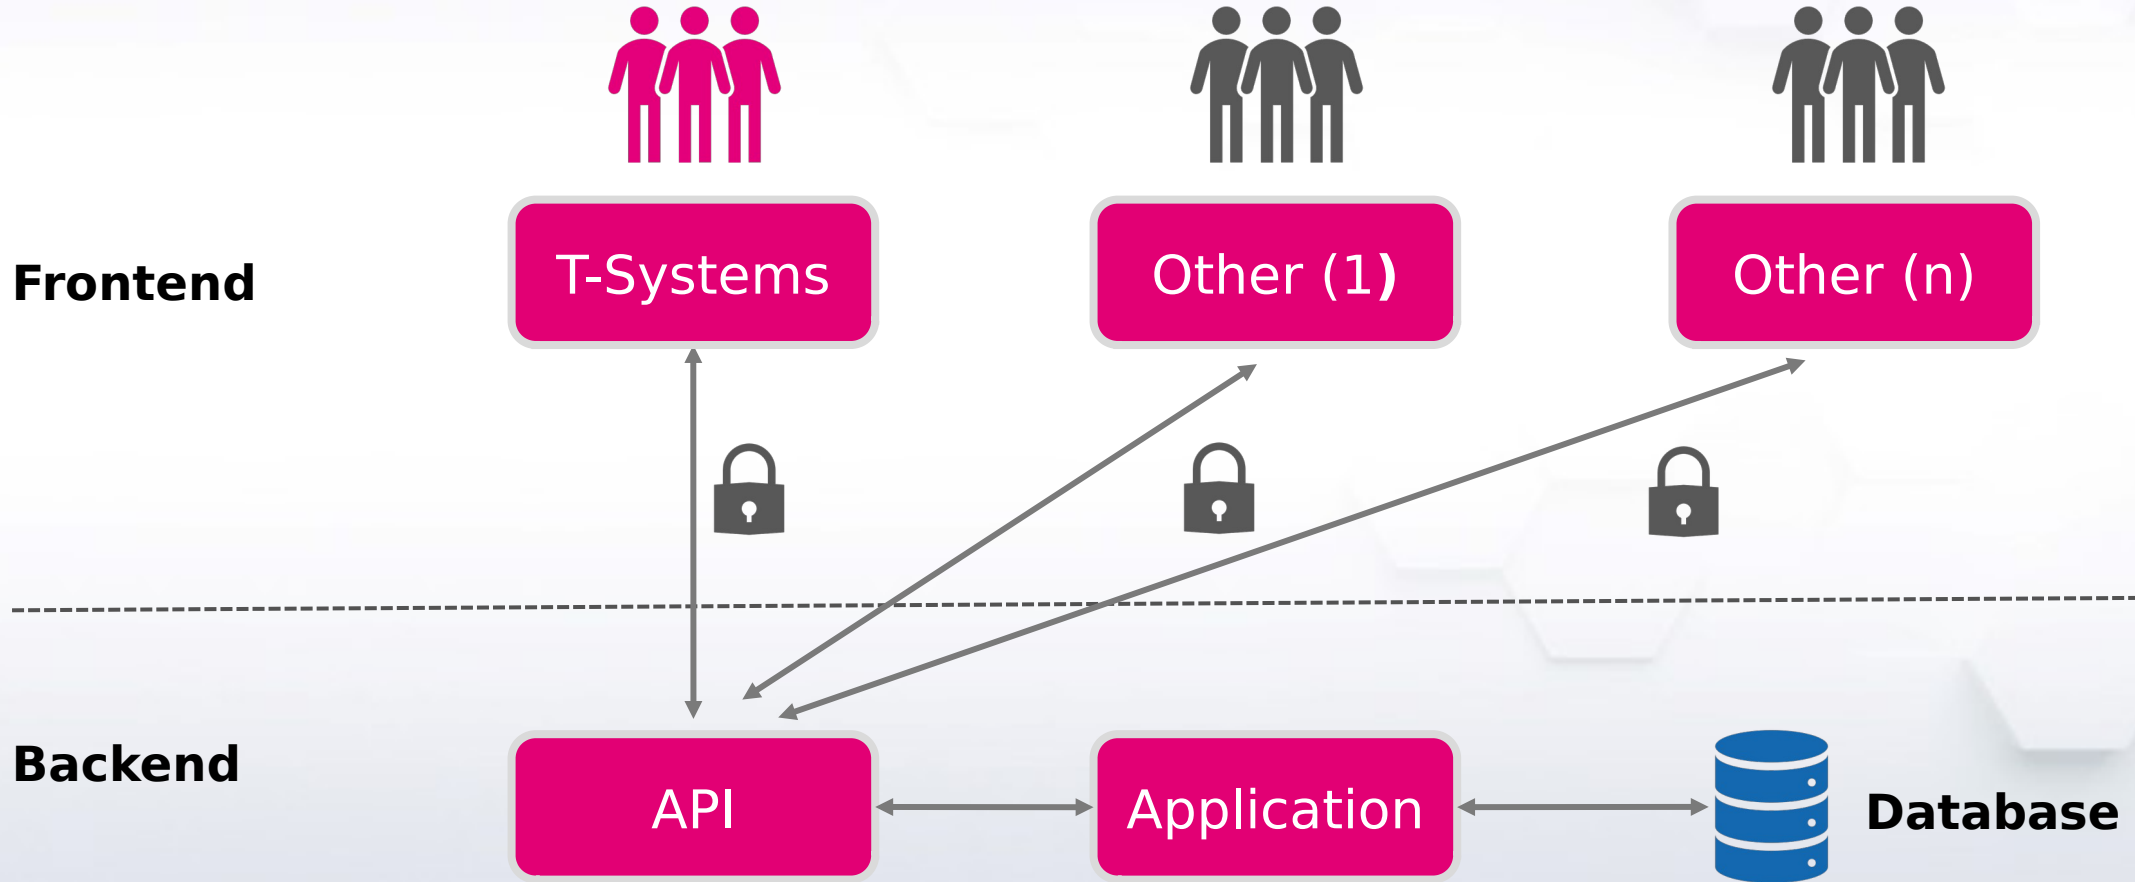 T-Systems
Other (1)
Other (n)
Frontend
Backend
API
Application
Database